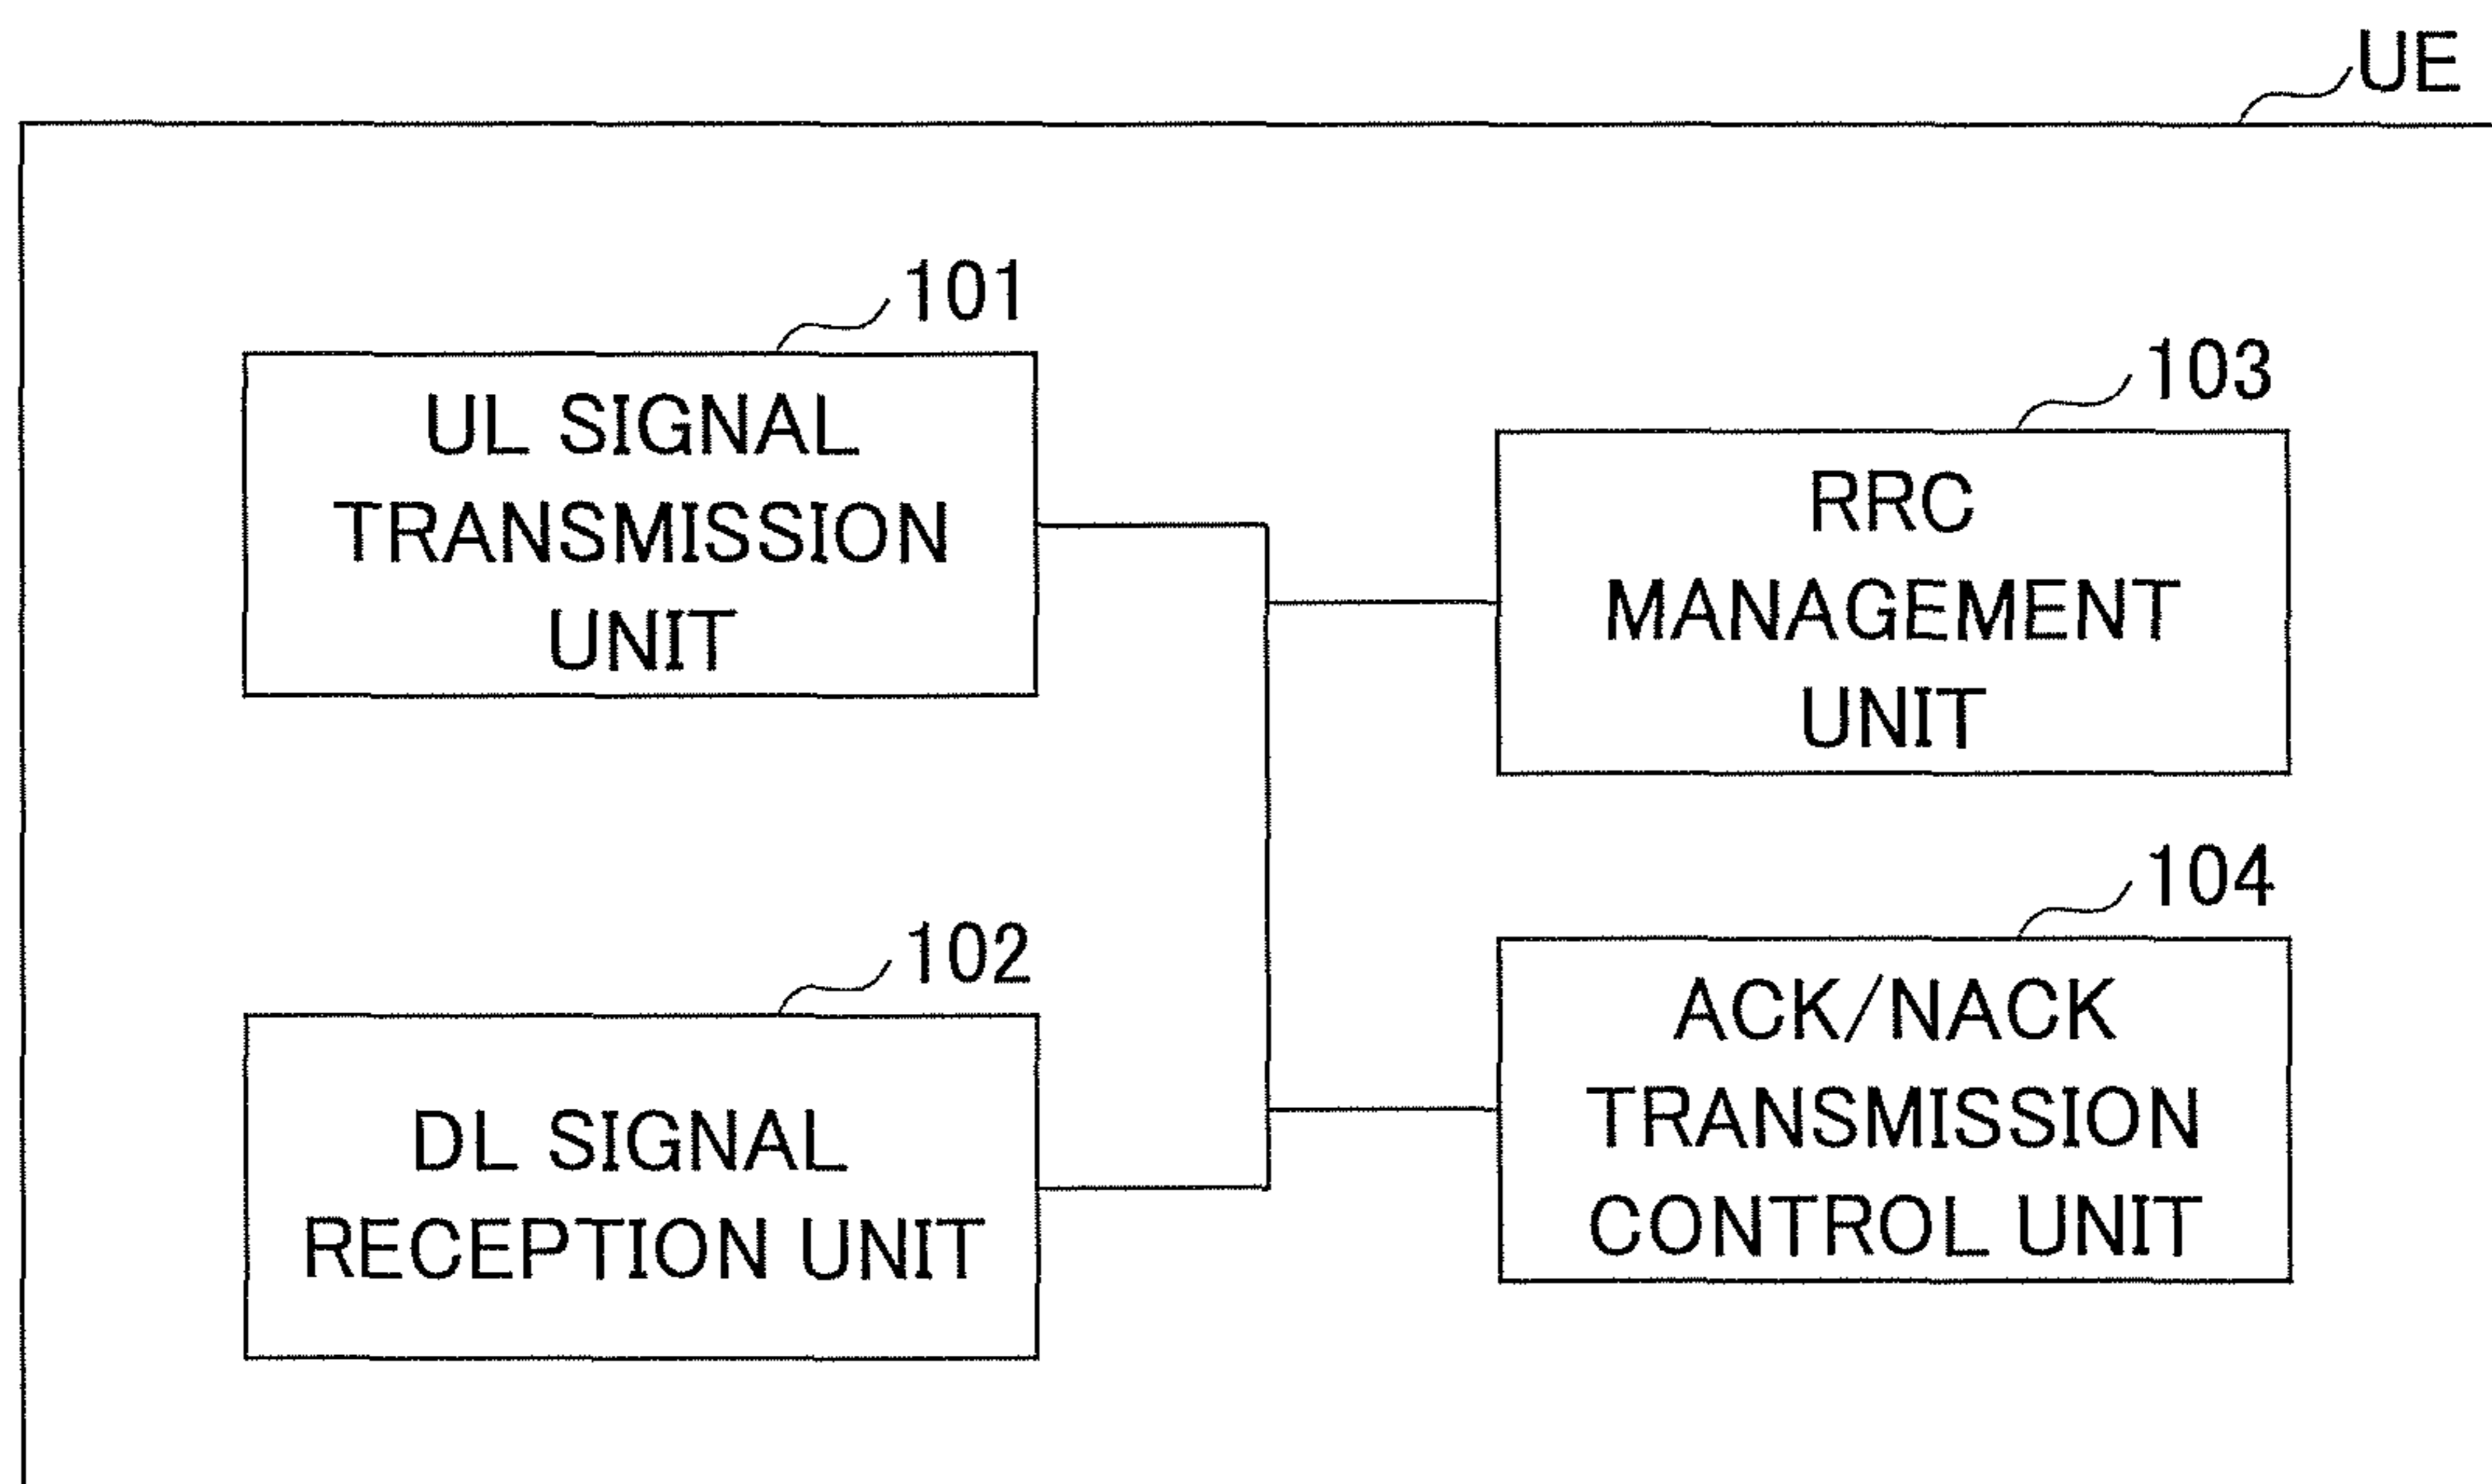 UE
101
UL SIGNAL
TRANSMISSION
UNIT
103
RRC
MANAGEMENT
UNIT
102
DL SIGNAL
RECEPTION UNIT
104
ACK/NACK
TRANSMISSION
CONTROL UNIT